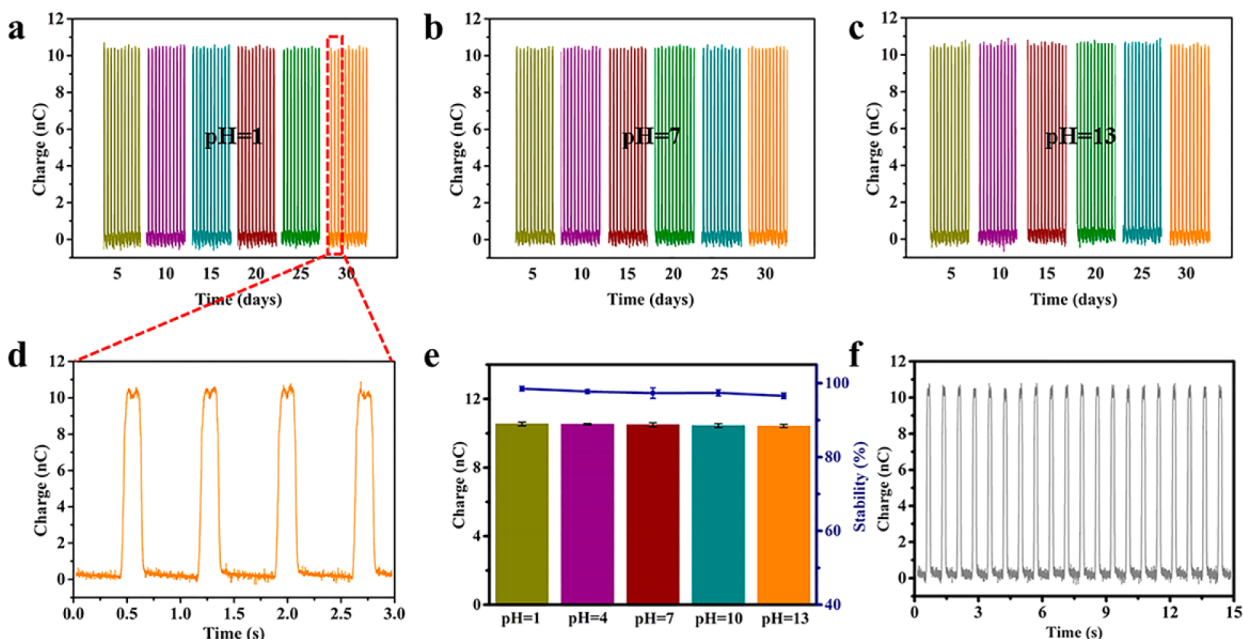 a
12
10
8
6
4
2
0
Charge (nC)
pH=1
5 10 15 20 25 30
Time (days)
b
12
10
8
6
4
2
0
Charge (nC)
pH=7
5 10 15 20 25 30
Time (days)
c
12
10
8
6
4
2
0
Charge (nC)
pH=13
5 10 15 20 25 30
Time (days)
d
12
10
8
6
4
2
0
Charge (nC)
0.0 0.5 1.0 1.5 2.0 2.5 3.0
Time (s)
e
12
8
4
0
Charge (nC)
pH=1 pH=4 pH=7 pH=10 pH=13
100
80
60
40
Stability (%)
f
12
10
8
6
4
2
0
Charge (nC)
0 3 6 9 12 15
Time (s)